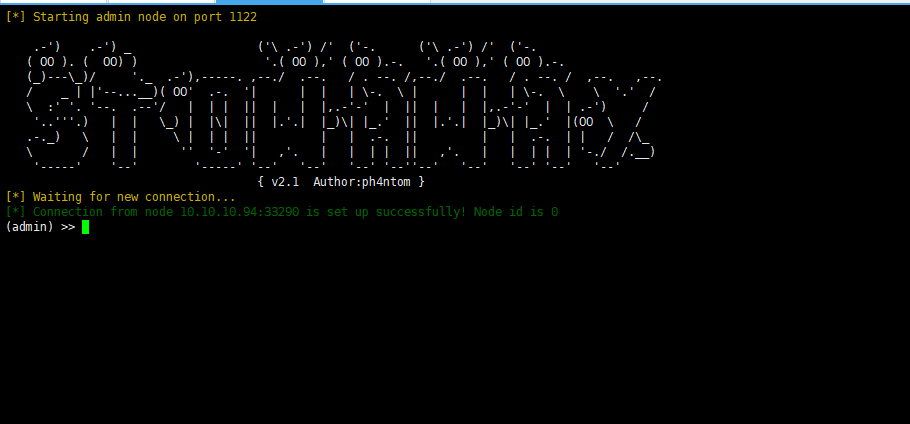 [*] Starting admin node on port 1122
{ v2.1 Author:ph4ntom }
[*] Waiting for new connection...
[*] Connection from node 10.10.10.94:33290 is set up successfully! Node id is 0
(admin) >>